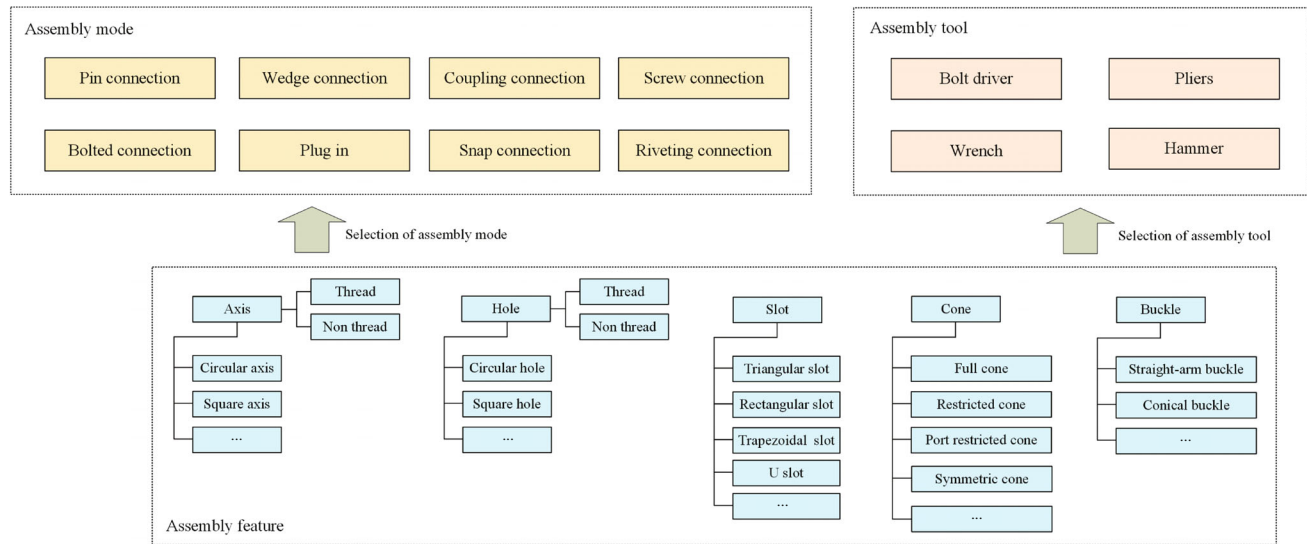 Assembly mode
Pin connection
Wedge connection
Coupling connection
Screw connection
Bolted connection
Plug in
Snap connection
Riveting connection
Assembly tool
Bolt driver
Pliers
Wrench
Hammer
Selection of assembly mode
Selection of assembly tool
Axis
Thread
Non thread
Circular axis
Square axis
...
Hole
Thread
Non thread
Circular hole
Square hole
...
Slot
Triangular slot
Rectangular slot
Trapezoidal slot
U slot
...
Cone
Full cone
Restricted cone
Port restricted cone
Symmetric cone
...
Buckle
Straight-arm buckle
Conical buckle
...
Assembly feature